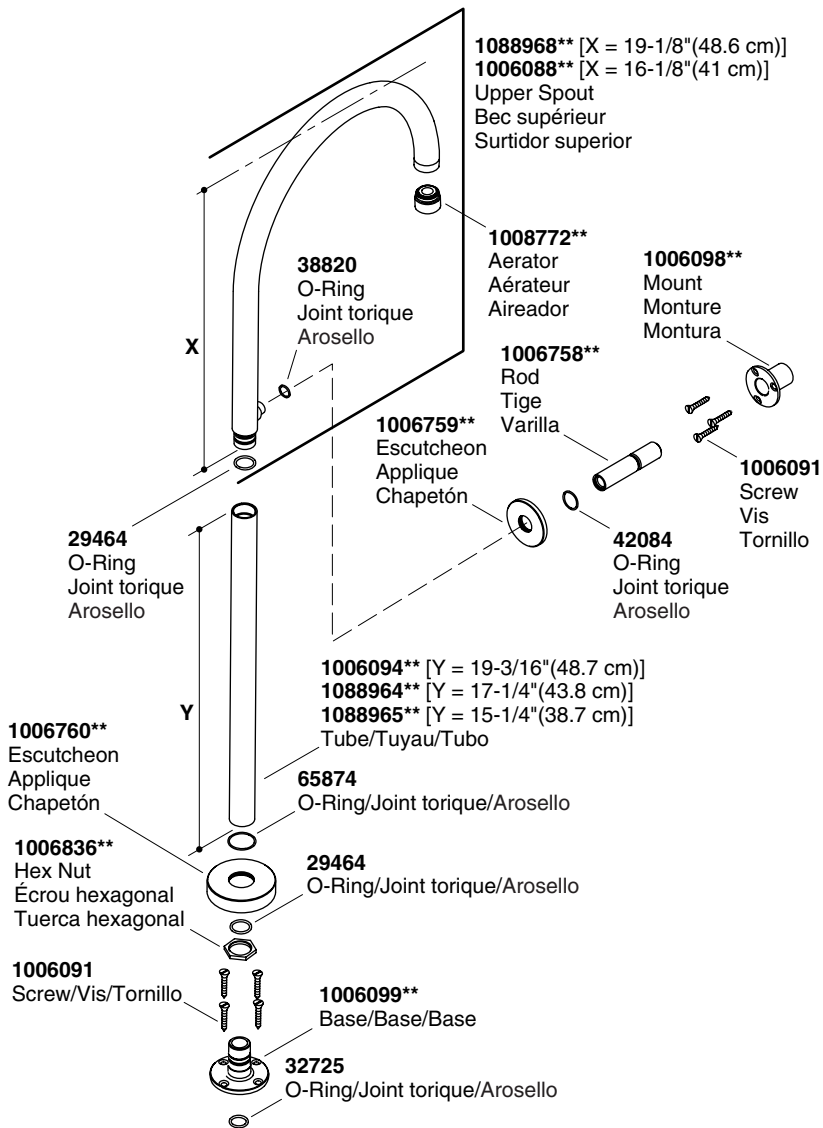 1088968** [X = 19-1/8"(48.6 cm)]
1006088** [X = 16-1/8"(41 cm)]
Upper Spout
Bec supérieur
Surtidor superior
1008772**
Aerator
Aérateur
Aireador
1006098**
Mount
Monture
Montura
38820
O-Ring
Joint torique
Arosello
X
1006758**
Rod
Tige
Varilla
1006759**
Escutcheon
Applique
Chapetón
1006091
Screw
Vis
Tornillo
29464
O-Ring
Joint torique
Arosello
42084
O-Ring
Joint torique
Arosello
Y
1006094** [Y = 19-3/16"(48.7 cm)]
1088964** [Y = 17-1/4"(43.8 cm)]
1088965** [Y = 15-1/4"(38.7 cm)]
Tube/Tuyau/Tubo
1006760**
Escutcheon
Applique
Chapetón
65874
O-Ring/Joint torique/Arosello
1006836**
Hex Nut
Écrou hexagonal
Tuerca hexagonal
29464
O-Ring/Joint torique/Arosello
1006091
Screw/Vis/Tornillo
1006099**
Base/Base/Base
32725
O-Ring/Joint torique/Arosello